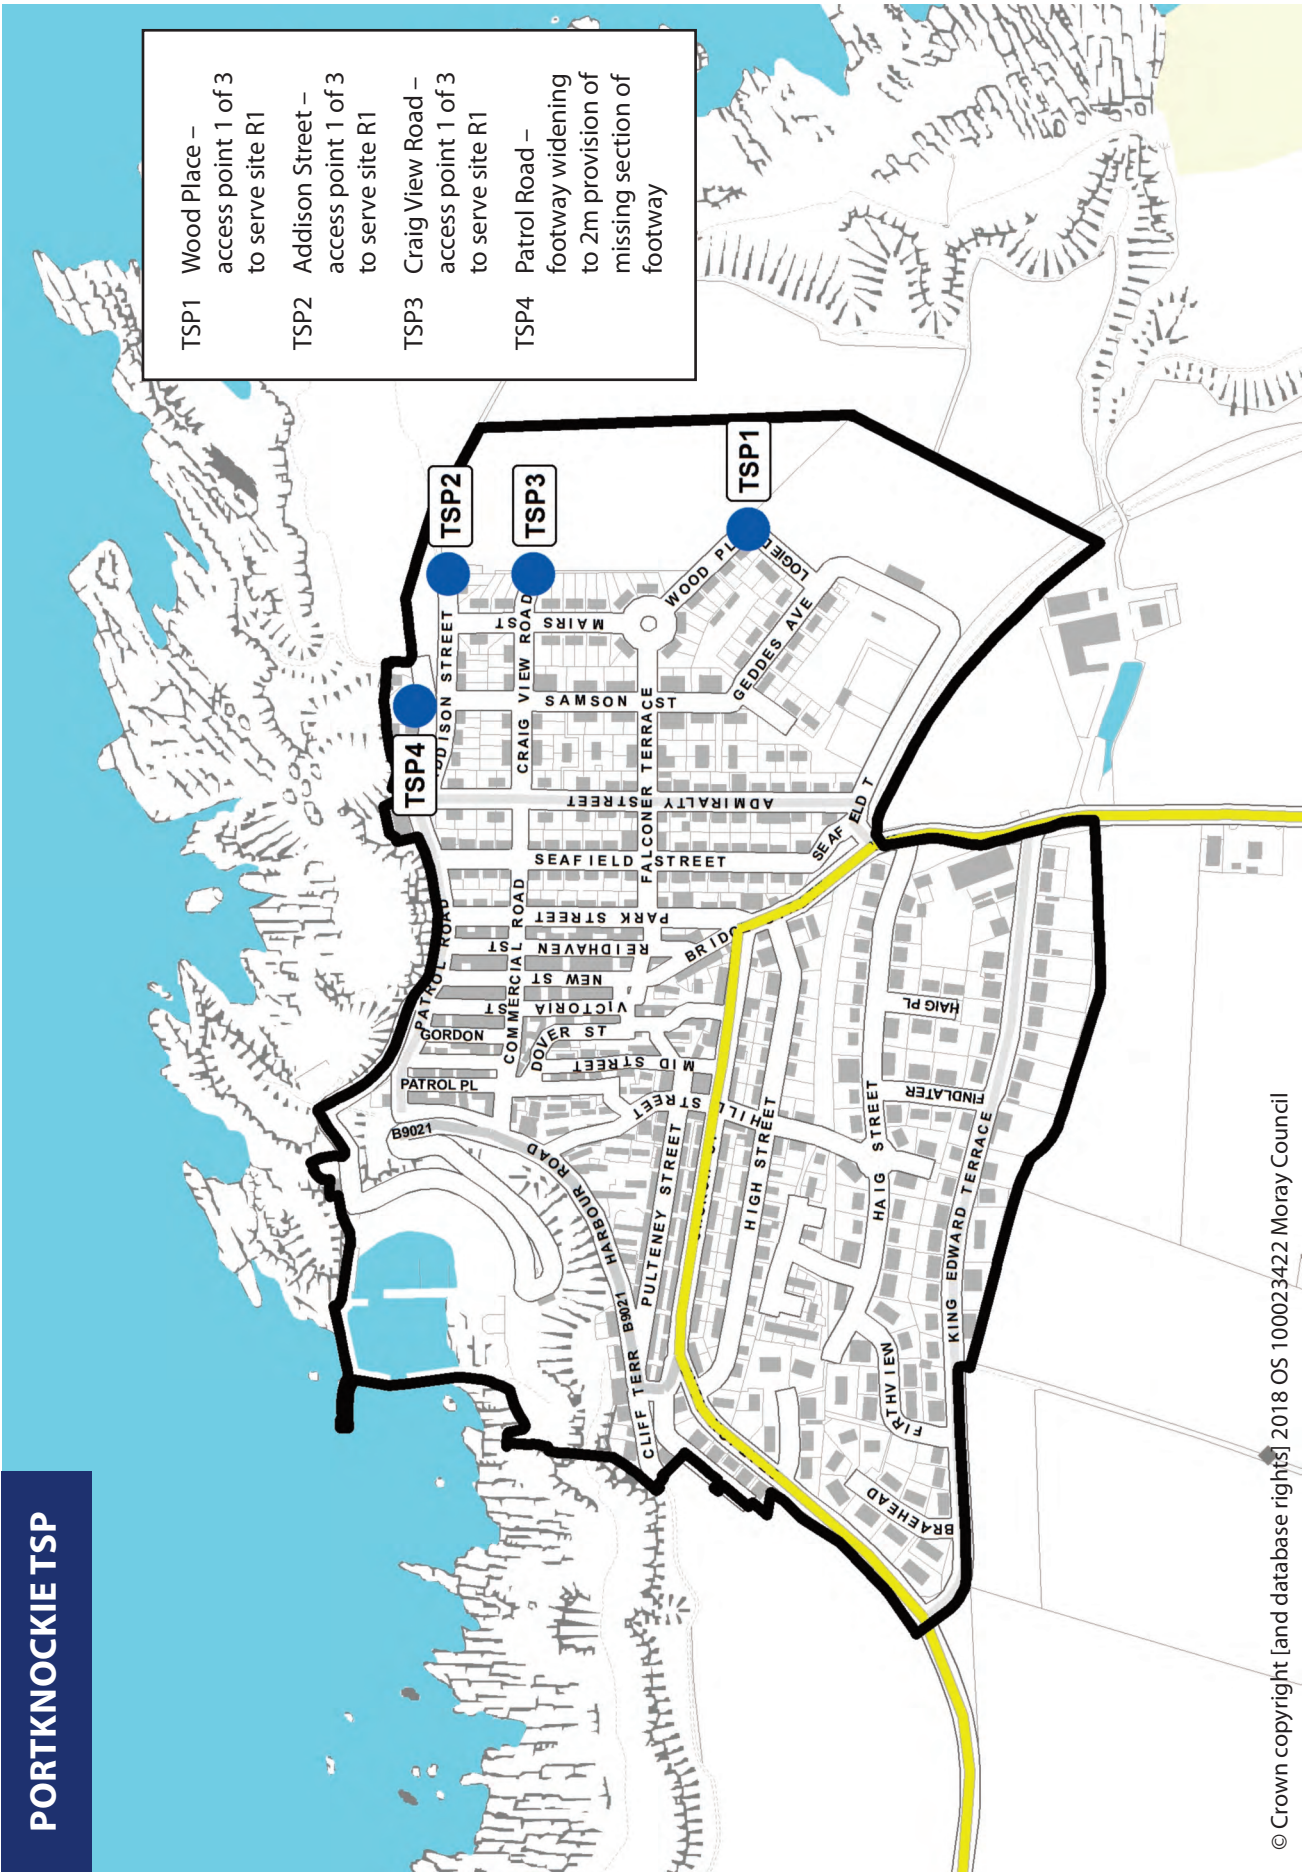 PORTKNOCKIE TSP
TSP1 Wood Place –
access point 1 of 3
to serve site R1
TSP2 Addison Street –
access point 1 of 3
to serve site R1
TSP3 Craig View Road –
access point 1 of 3
to serve site R1
TSP4 Patrol Road –
footway widening
to 2m provision of
missing section of
footway
TSP2
TSP3
TSP1
TSP4
DDISON STREET
CRAIG VIEW ROAD
MAIRS ST
WOOD PL
LOGIE
GEDDES AVE
SAMSON ST
FALCONER TERRACE
ADMIRALTY STREET
SEAFIELD T
SEAFIELD STREET
PARK STREET
PATROL ROAD
COMMERCIAL ROAD
REIDHAVEN ST
NEW ST
VICTORIA ST
GORDON
DOVER ST
MID STREET
BRIDG
PATROL PL
B9021
HARBOUR ROAD
HILL STREET
PULTENEY STREET
HIGH STREET
HAIG PL
HAIG STREET
FINDLATER
KING EDWARD TERRACE
B9021
CLIFF TERR
FIRTHVIEW
BRAEHEAD
© Crown copyright [and database rights] 2018 OS 100023422 Moray Council